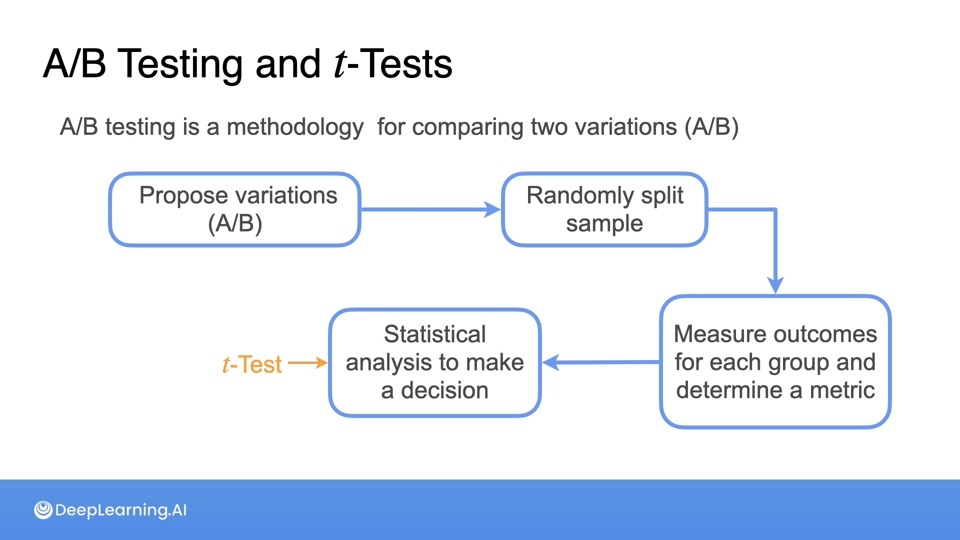 A/B Testing and t-Tests
A/B testing is a methodology for comparing two variations (A/B)
Propose variations
(A/B)
Randomly split
sample
Measure outcomes
for each group and
determine a metric
Statistical
analysis to make
a decision
t-Test
DeepLearning.AI